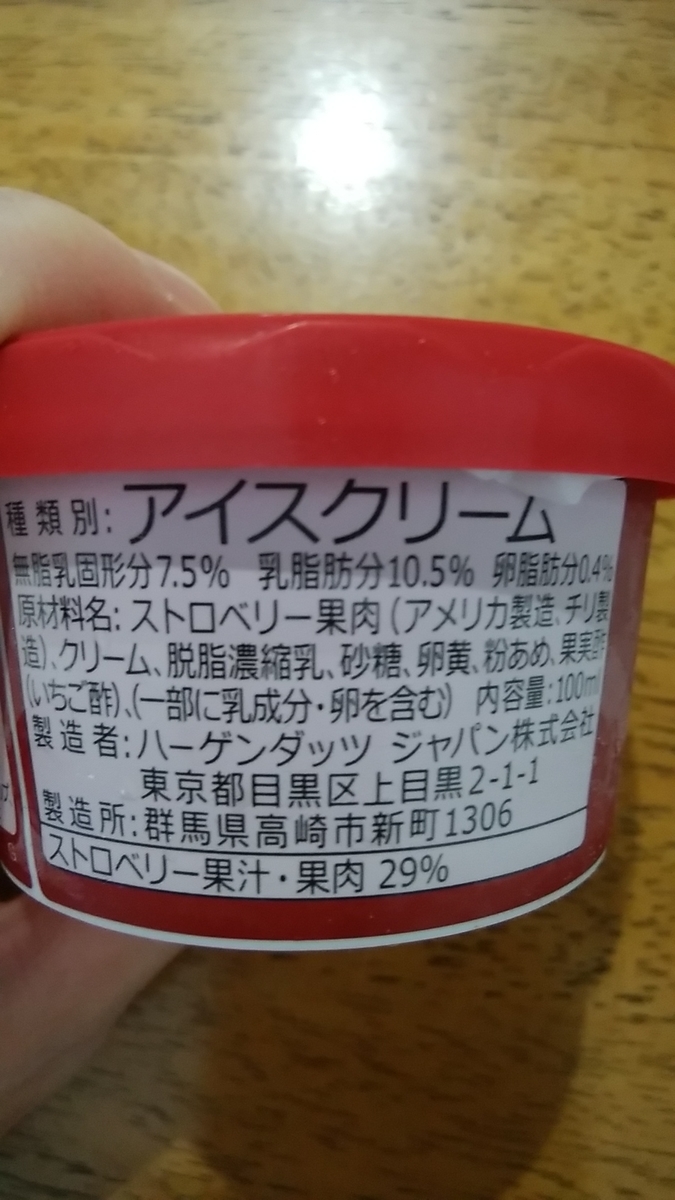 種類別: アイスクリーム
無脂乳固形分7.5% 乳脂肪分10.5% 卵脂肪分0.4%
原材料名: ストロベリー果肉(アメリカ製造、チリ製
造)、クリーム、脱脂濃縮乳、砂糖、卵黄、粉あめ、果実酢
(いちご酢)、(一部に乳成分・卵を含む) 内容量:100ml
製造者:ハーゲンダッツ ジャパン株式会社
東京都目黒区上目黒2-1-1
製造所:群馬県高崎市新町1306
ストロベリー果汁・果肉 29%